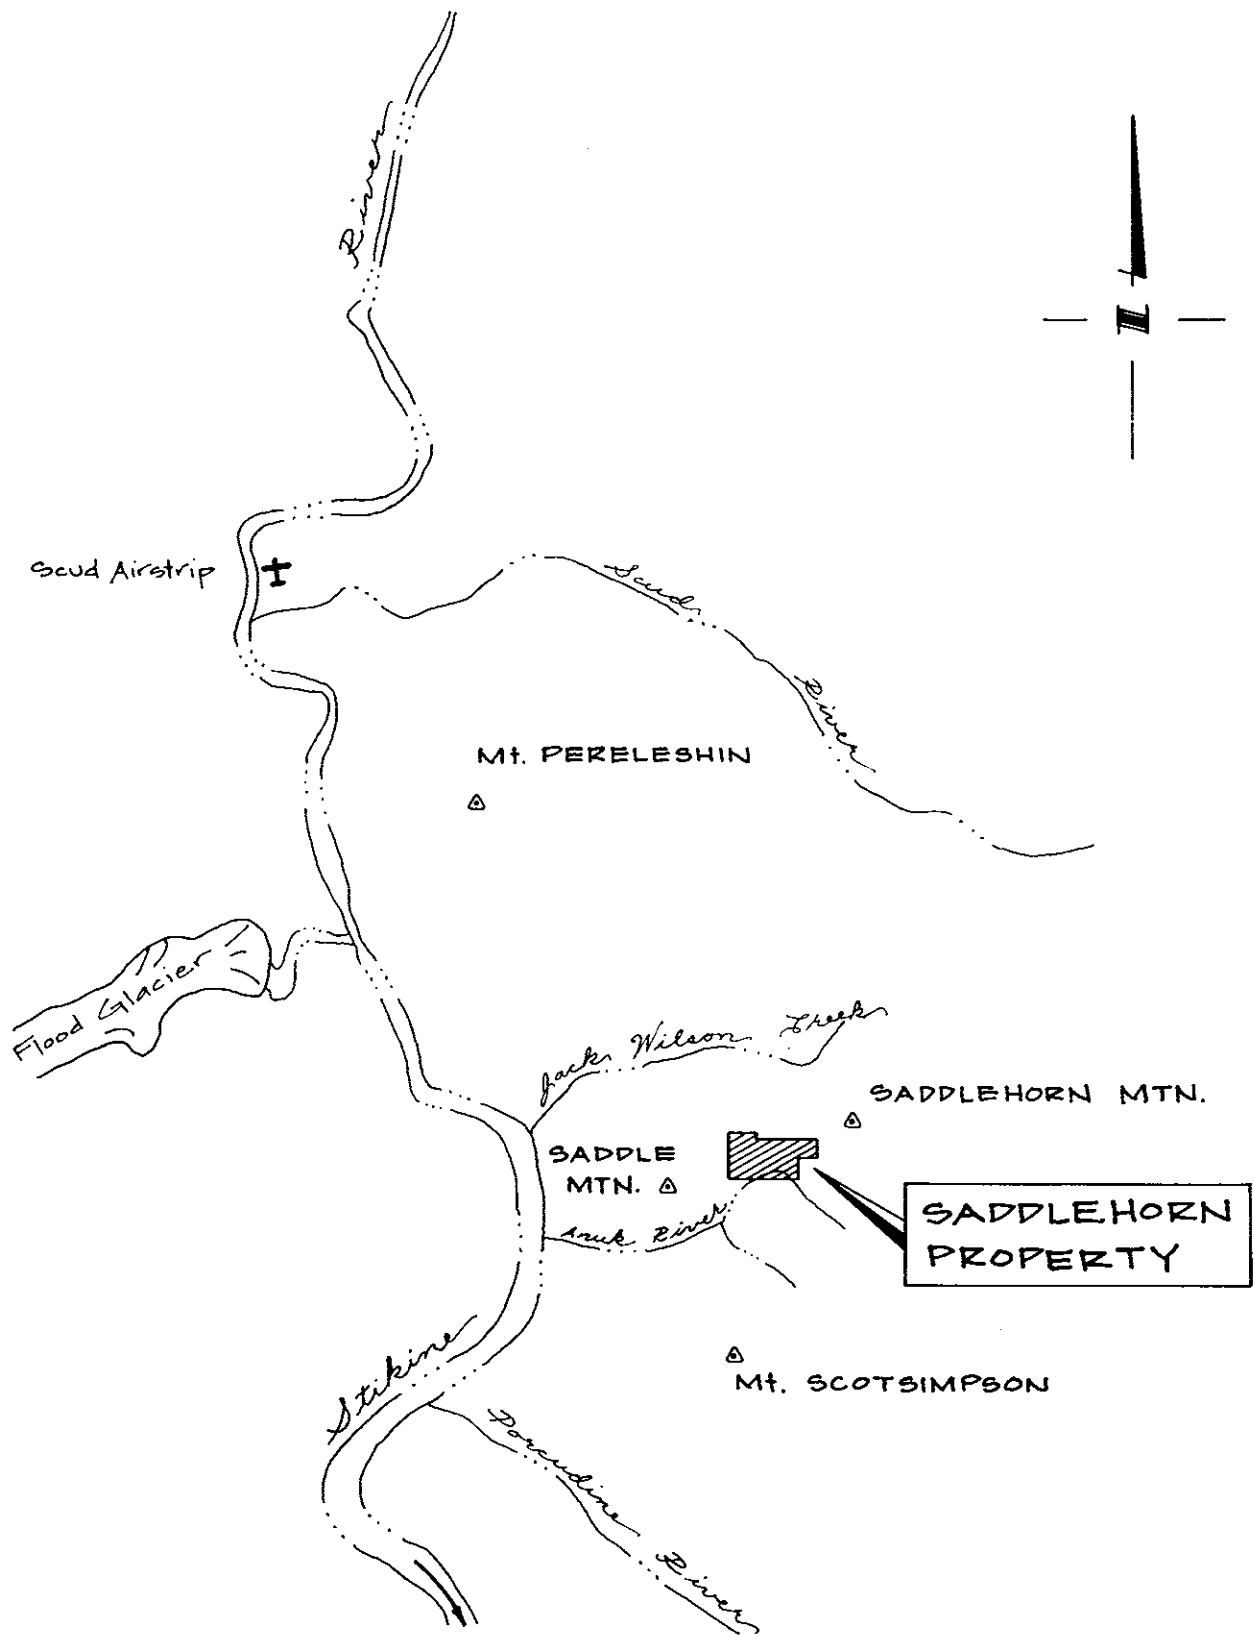 River
N
Scud Airstrip
Scud
River
Mt. PERELESHIN
Flood Glacier
Jack Wilson Creek
SADDLEHORN MTN.
SADDLE
MTN.
Anuk River
SADDLEHORN
PROPERTY
Stikine
Mt. SCOTSIMPSON
Porcudine River